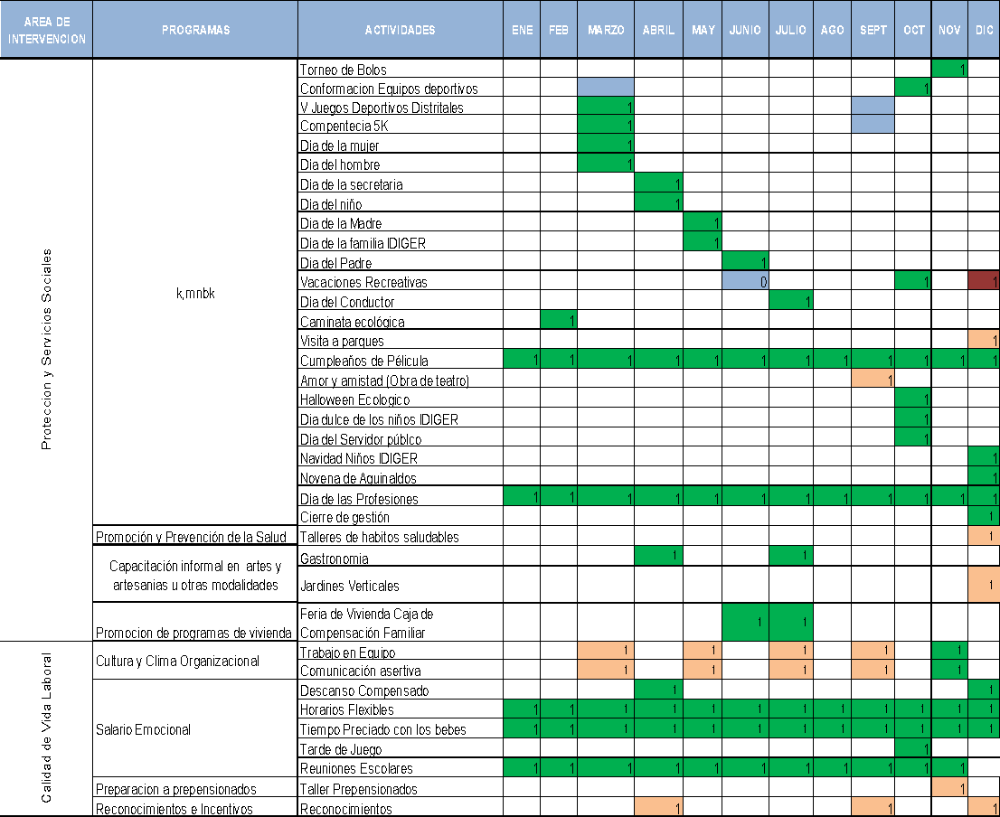 AREA DE INTERVENCION PROGRAMAS ACTIVIDADES ENE FEB MARZO ABRIL MAY JUNIO JULIO AGO SEPT OCT NOV DIC
Proteccion y Servicios Sociales
k,mnbk
Torneo de Bolos 1
Conformacion Equipos deportivos 1
V Juegos Deportivos Distritales 1
Compentecia 5K 1
Dia de la mujer 1
Dia del hombre 1
Dia de la secretaria 1
Dia del niño 1
Dia de la Madre 1
Dia de la familia IDIGER 1
Dia del Padre 1
Vacaciones Recreativas 0 1 1
Dia del Conductor 1
Caminata ecológica 1
Visita a parques 1
Cumpleaños de Pélicula 1 1 1 1 1 1 1 1 1 1 1 1
Amor y amistad (Obra de teatro) 1
Halloween Ecologico 1
Dia dulce de los niños IDIGER 1
Dia del Servidor públco 1
Navidad Niños IDIGER 1
Novena de Aguinaldos 1
Día de las Profesiones 1 1 1 1 1 1 1 1 1 1 1 1
Cierre de gestión 1
Promoción y Prevención de la Salud Talleres de habitos saludables 1
Capacitación informal en artes y
artesanias u otras modalidades
Gastronomia 1 1
Jardines Verticales 1
Promocion de programas de vivienda
Feria de Vivienda Caja de
Compensación Familiar 1 1
Calidad de Vida Laboral
Cultura y Clima Organizacional
Trabajo en Equipo 1 1 1 1 1
Comunicación asertiva 1 1 1 1 1
Salario Emocional
Descanso Compensado 1 1
Horarios Flexibles 1 1 1 1 1 1 1 1 1 1 1 1
Tiempo Preciado con los bebes 1 1 1 1 1 1 1 1 1 1 1 1
Tarde de Juego 1
Reuniones Escolares 1 1 1 1 1 1 1 1 1 1 1
Preparacion a prepensionados Taller Prepensionados 1
Reconocimientos e Incentivos Reconocimientos 1 1 1